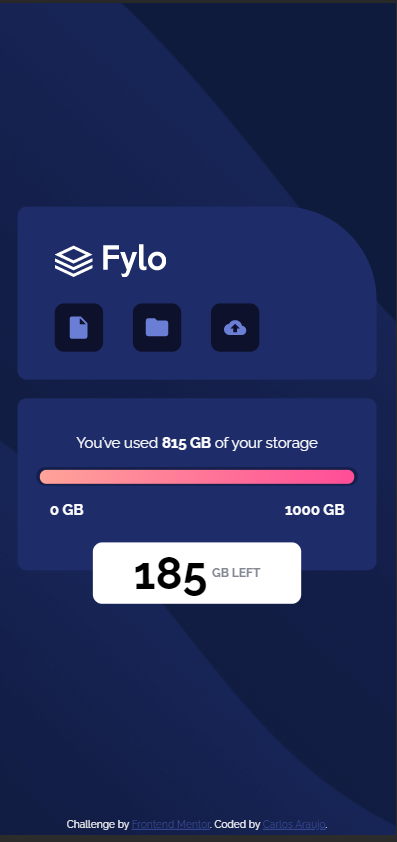 Fylo
You've used 815 GB of your storage
0 GB
1000 GB
185 GB LEFT
Challenge by Frontend Mentor. Coded by Carlos Araujo.